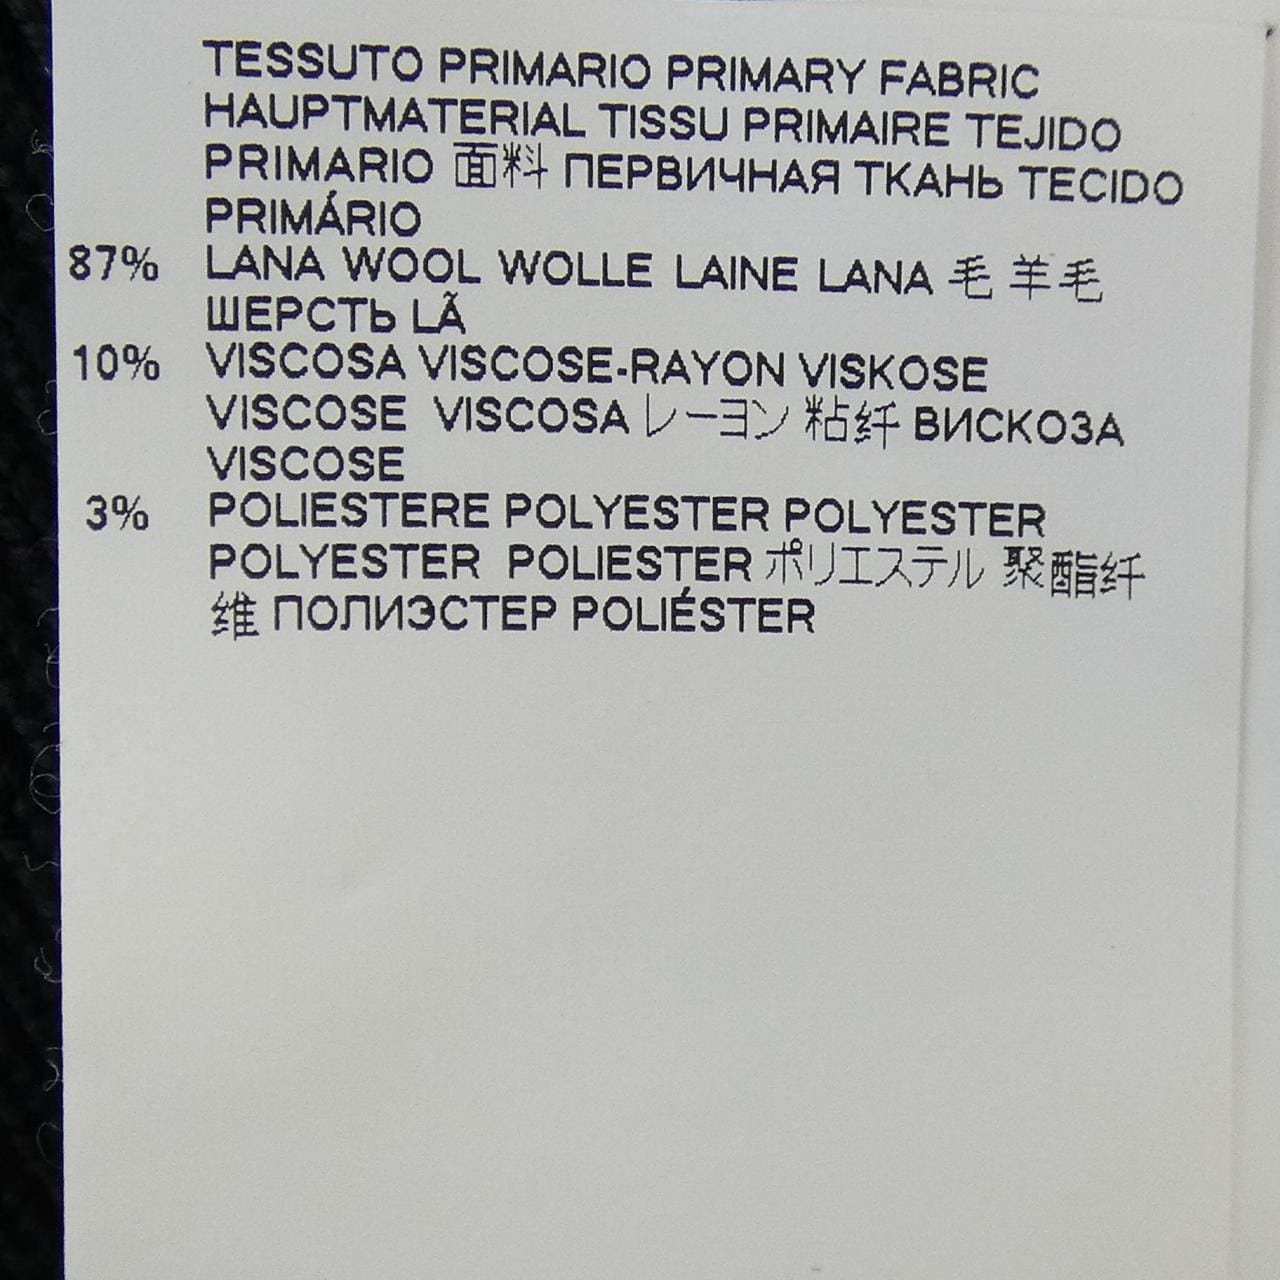 TESSUTO PRIMARIO PRIMARY FABRIC
HAUPTMATERIAL TISSU PRIMAIRE TEJIDO
PRIMARIO 面料 ПЕРВИЧНАЯ ТКАНЬ TECIDO
PRIMÁRIO
87% LANA WOOL WOLLE LAINE LANA 毛 羊毛
ШЕРСТЬ LÃ
10% VISCOSA VISCOSE-RAYON VISKOSE
VISCOSE VISCOSA レーヨン 粘纤 ВИСКОЗА
VISCOSE
3% POLIESTERE POLYESTER POLYESTER
POLYESTER POLIESTER ポリエステル 聚酯纤
维 ПОЛИЭСТЕР POLIÉSTER